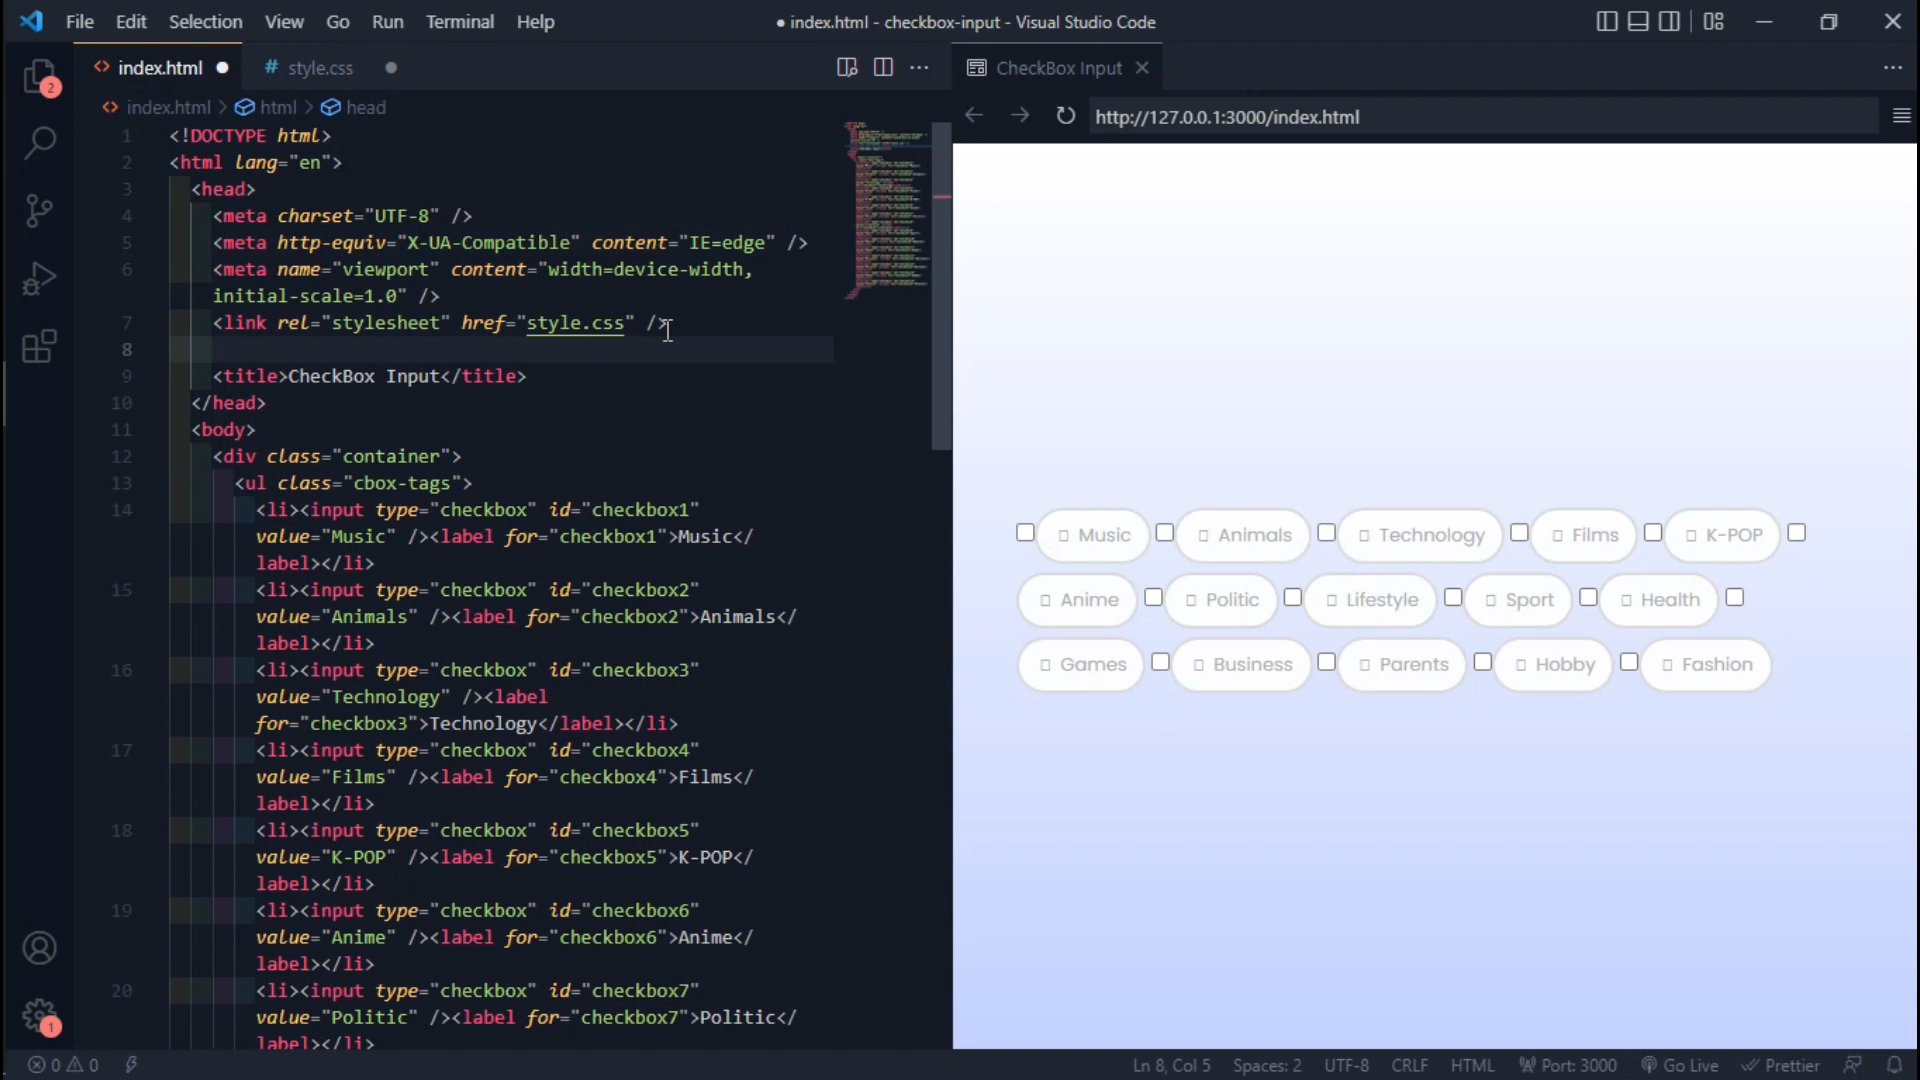 File Edit Selection View Go Run Terminal Help
● index.html - checkbox-input - Visual Studio Code
index.html
# style.css
CheckBox Input
index.html > html > head
http://127.0.0.1:3000/index.html
2
1 <!DOCTYPE html>
2 <html lang="en">
3 <head>
4 <meta charset="UTF-8" />
5 <meta http-equiv="X-UA-Compatible" content="IE=edge" />
6 <meta name="viewport" content="width=device-width,
initial-scale=1.0" />
7 <link rel="stylesheet" href="style.css" />
8
9 <title>CheckBox Input</title>
10 </head>
11 <body>
12 <div class="container">
13 <ul class="cbox-tags">
14 <li><input type="checkbox" id="checkbox1"
value="Music" /><label for="checkbox1">Music</
label></li>
15 <li><input type="checkbox" id="checkbox2"
value="Animals" /><label for="checkbox2">Animals</
label></li>
16 <li><input type="checkbox" id="checkbox3"
value="Technology" /><label
for="checkbox3">Technology</label></li>
17 <li><input type="checkbox" id="checkbox4"
value="Films" /><label for="checkbox4">Films</
label></li>
18 <li><input type="checkbox" id="checkbox5"
value="K-POP" /><label for="checkbox5">K-POP</
label></li>
19 <li><input type="checkbox" id="checkbox6"
value="Anime" /><label for="checkbox6">Anime</
label></li>
20 <li><input type="checkbox" id="checkbox7"
value="Politic" /><label for="checkbox7">Politic</
label></li>
Music Animals Technology Films K-POP
Anime Politic Lifestyle Sport Health
Games Business Parents Hobby Fashion
1
0 0
Ln 8, Col 5 Spaces: 2 UTF-8 CRLF HTML Port: 3000 Go Live Prettier